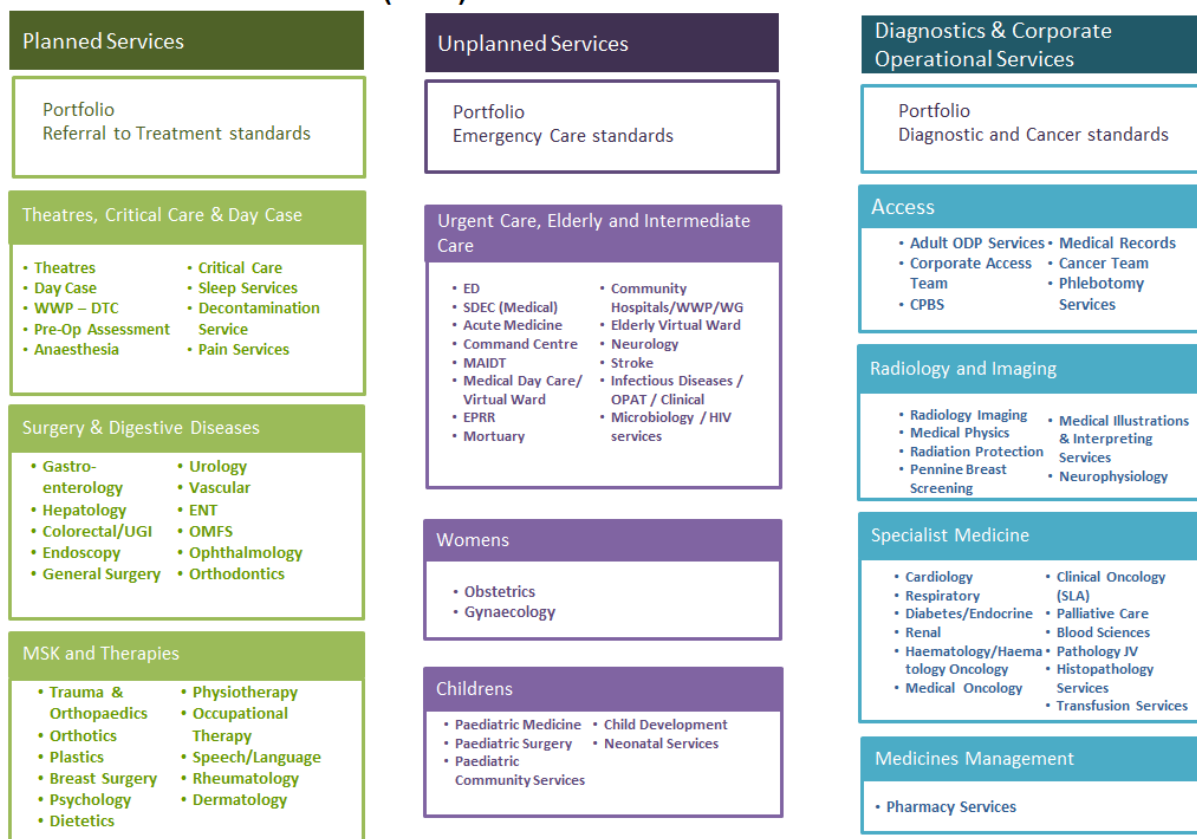 Planned Services
Portfolio
Referral to Treatment standards
Theatres, Critical Care & Day Case
• Theatres
• Day Case
• WWP – DTC
• Pre-Op Assessment
• Anaesthesia
• Critical Care
• Sleep Services
• Decontamination
Service
• Pain Services
Surgery & Digestive Diseases
• Gastro-
enterology
• Hepatology
• Colorectal/UGI
• Endoscopy
• General Surgery
• Urology
• Vascular
• ENT
• OMFS
• Ophthalmology
• Orthodontics
MSK and Therapies
• Trauma &
Orthopaedics
• Orthotics
• Plastics
• Breast Surgery
• Psychology
• Dietetics
• Physiotherapy
• Occupational
Therapy
• Speech/Language
• Rheumatology
• Dermatology
Unplanned Services
Portfolio
Emergency Care standards
Urgent Care, Elderly and Intermediate
Care
• ED
• SDEC (Medical)
• Acute Medicine
• Command Centre
• MAIDT
• Medical Day Care/
Virtual Ward
• EPRR
• Mortuary
• Community
Hospitals/WWP/WG
• Elderly Virtual Ward
• Neurology
• Stroke
• Infectious Diseases /
OPAT / Clinical
• Microbiology / HIV
services
Womens
• Obstetrics
• Gynaecology
Childrens
• Paediatric Medicine
• Paediatric Surgery
• Paediatric
Community Services
• Child Development
• Neonatal Services
Diagnostics & Corporate
Operational Services
Portfolio
Diagnostic and Cancer standards
Access
• Adult ODP Services
• Corporate Access
Team
• CPBS
• Medical Records
• Cancer Team
• Phlebotomy
Services
Radiology and Imaging
• Radiology Imaging
• Medical Physics
• Radiation Protection
• Pennine Breast
Screening
• Medical Illustrations
& Interpreting
Services
• Neurophysiology
Specialist Medicine
• Cardiology
• Respiratory
• Diabetes/Endocrine
• Renal
• Haematology/Haema
tology Oncology
• Medical Oncology
• Clinical Oncology
(SLA)
• Palliative Care
• Blood Sciences
• Pathology JV
• Histopathology
Services
• Transfusion Services
Medicines Management
• Pharmacy Services